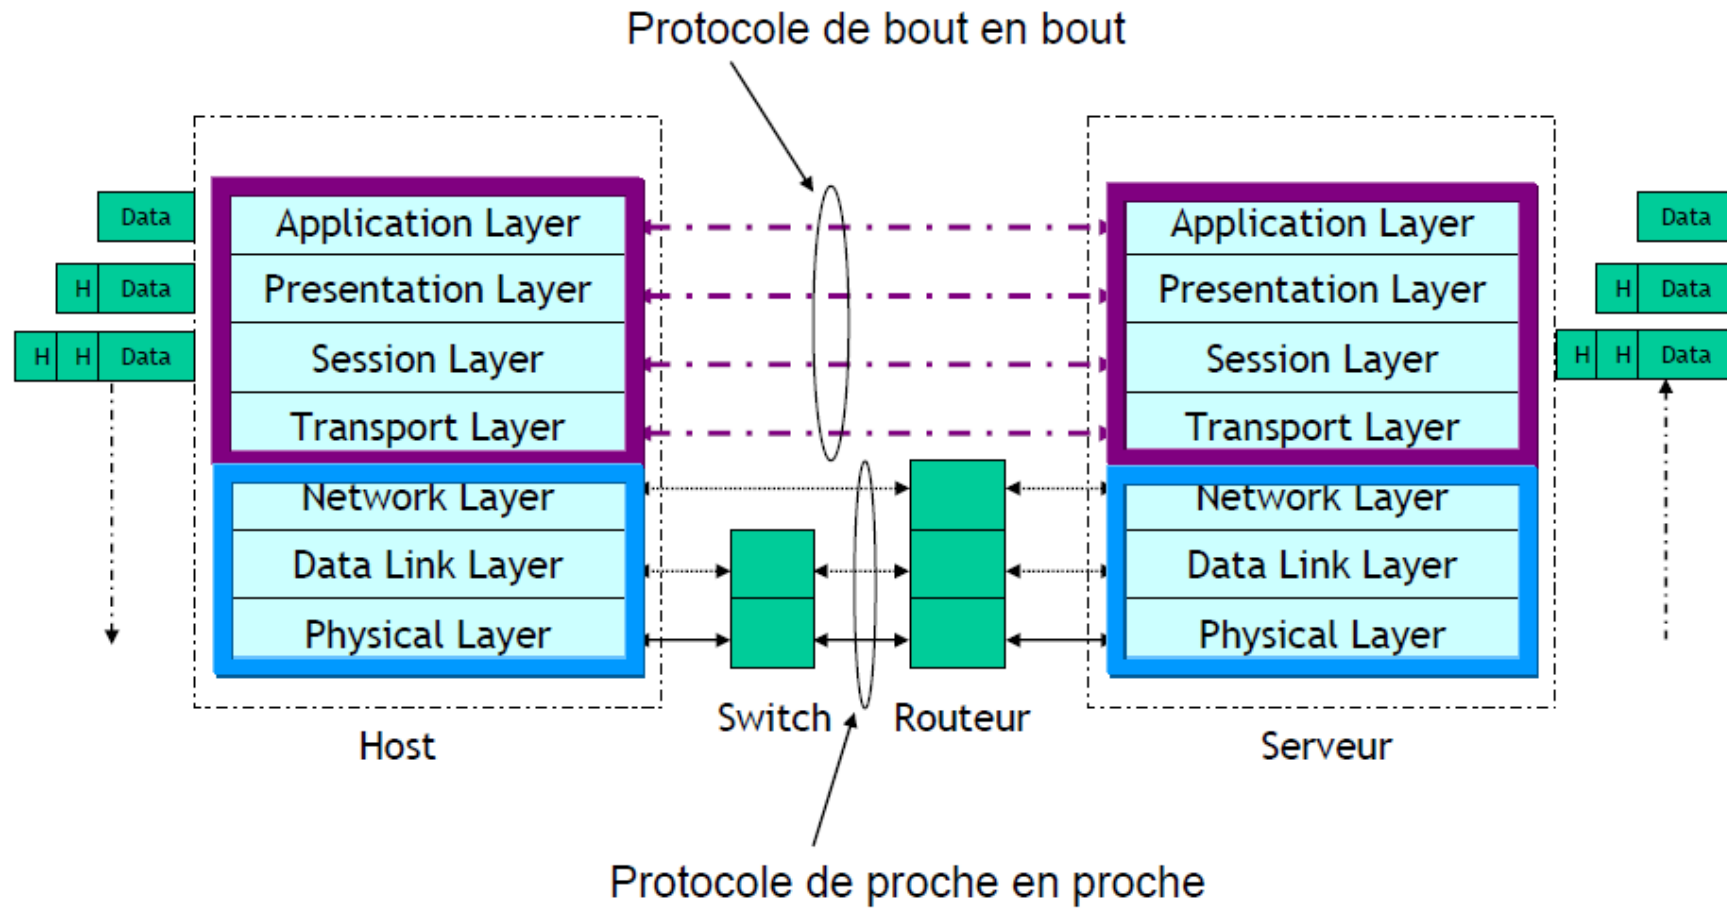 Protocole de bout en bout
Data
Application Layer
Application Layer
Data
H Data
Presentation Layer
Presentation Layer
H Data
H H Data
Session Layer
Session Layer
H H Data
Transport Layer
Transport Layer
Network Layer
Network Layer
Data Link Layer
Data Link Layer
Physical Layer
Physical Layer
Switch
Routeur
Host
Serveur
Protocole de proche en proche